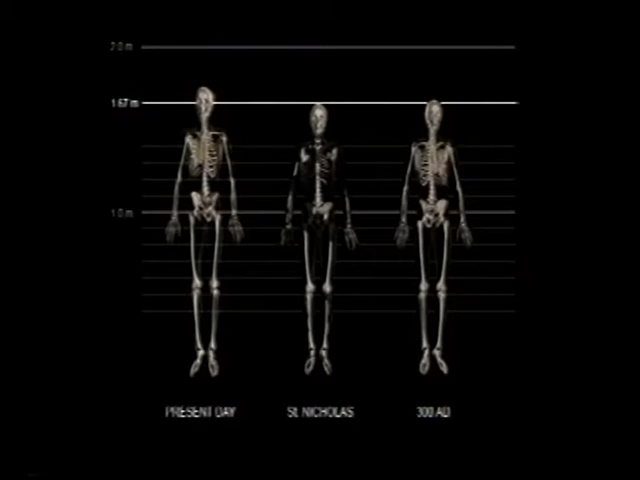 2.0 m
1.67 m
1.0 m
PRESENT DAY
St. NICHOLAS
300 AD